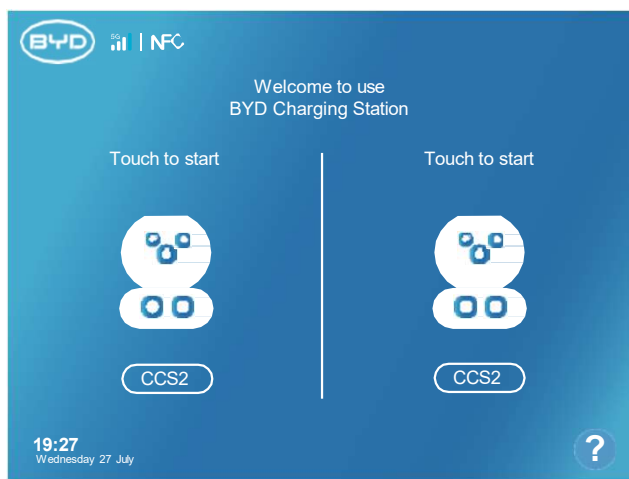 BYD
5G
NFC
Welcome to use
BYD Charging Station
Touch to start
Touch to start
CCS2
CCS2
19:27
Wednesday 27 July
?